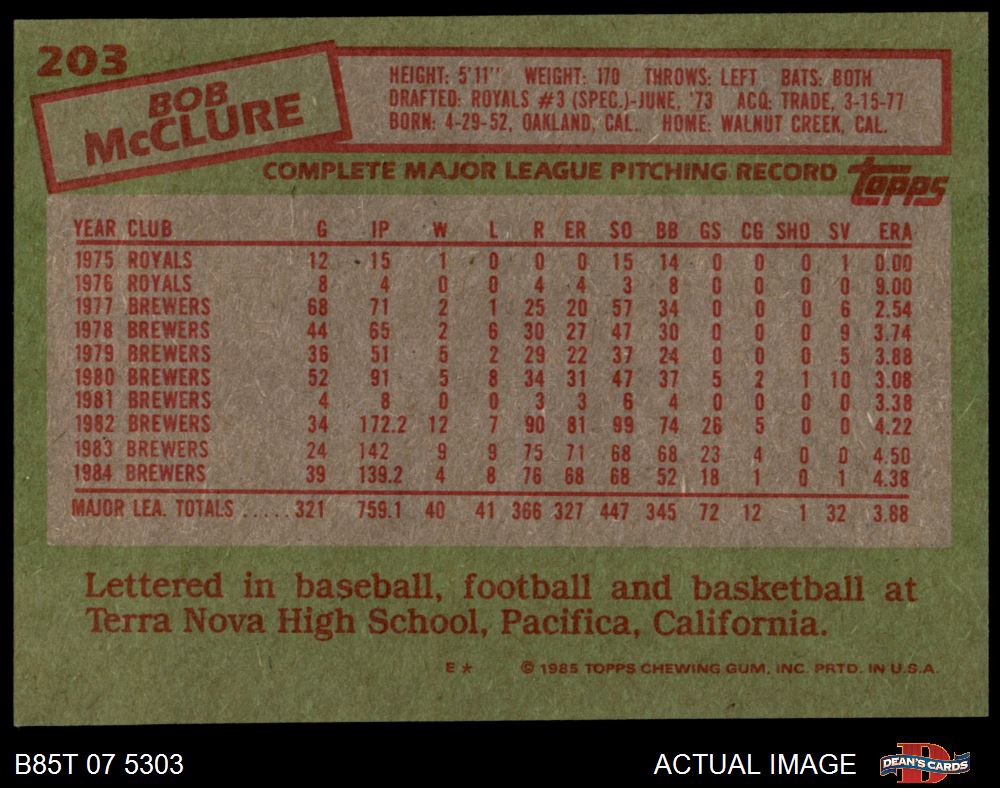 203
BOB
McCLURE
HEIGHT: 5'11" WEIGHT: 170 THROWS: LEFT BATS: BOTH
DRAFTED: ROYALS #3 (SPEC.)-JUNE, '73 ACQ: TRADE, 3-15-77
BORN: 4-29-52, OAKLAND, CAL. HOME: WALNUT CREEK, CAL.
COMPLETE MAJOR LEAGUE PITCHING RECORD topps
YEAR CLUB G IP W L R ER SO BB GS CG SHO SV ERA
1975 ROYALS 12 15 1 0 0 0 15 14 0 0 0 1 0.00
1976 ROYALS 8 4 0 0 4 4 3 8 0 0 0 0 9.00
1977 BREWERS 68 71 2 1 25 20 57 34 0 0 0 6 2.54
1978 BREWERS 44 65 2 6 30 27 47 30 0 0 0 9 3.74
1979 BREWERS 36 51 5 2 29 22 37 24 0 0 0 5 3.88
1980 BREWERS 52 91 5 8 34 31 47 37 5 2 1 10 3.08
1981 BREWERS 4 8 0 0 3 3 6 4 0 0 0 0 3.38
1982 BREWERS 34 172.2 12 7 90 81 99 74 26 5 0 0 4.22
1983 BREWERS 24 142 9 9 75 71 68 68 23 4 0 0 4.50
1984 BREWERS 39 139.2 4 8 76 68 68 52 18 1 0 1 4.38
MAJOR LEA. TOTALS ..... 321 759.1 40 41 366 327 447 345 72 12 1 32 3.88
Lettered in baseball, football and basketball at
Terra Nova High School, Pacifica, California.
E* © 1985 TOPPS CHEWING GUM, INC. PRTD. IN U.S.A.
B85T 07 5303 ACTUAL IMAGE DEAN'S CARDS